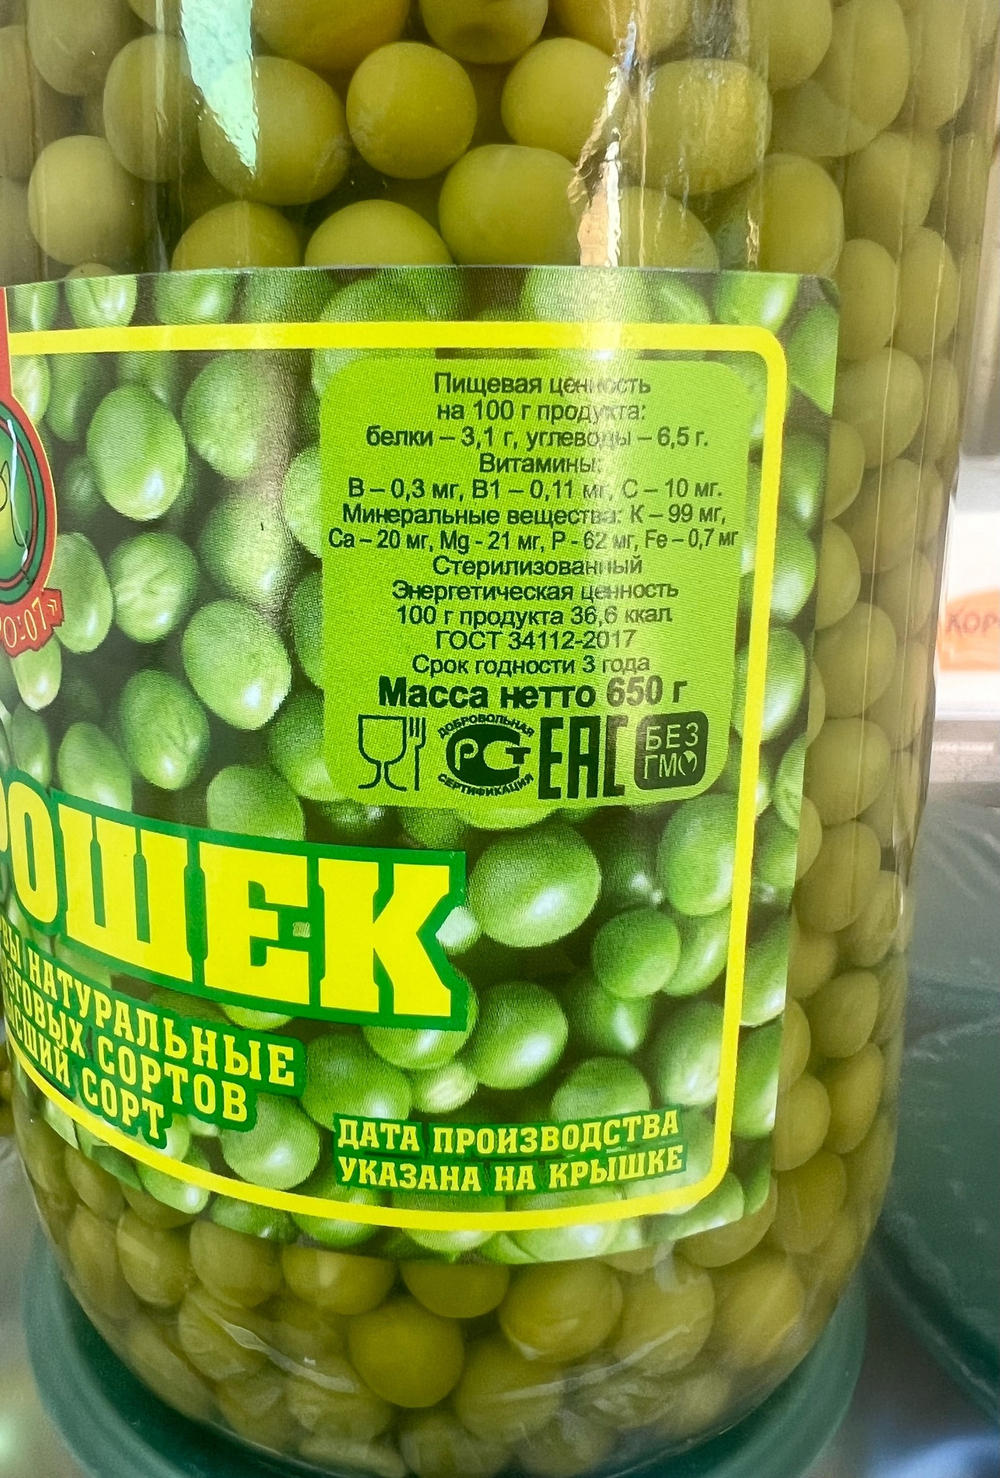 Пищевая ценность
на 100 г продукта:
белки – 3,1 г, углеводы – 6,5 г.
Витамины:
В – 0,3 мг, В1 – 0,11 мг, С – 10 мг.
Минеральные вещества: К – 99 мг,
Са – 20 мг, Mg - 21 мг, Р - 62 мг, Fe – 0,7 мг
Стерилизованный
Энергетическая ценность
100 г продукта 36,6 ккал
ГОСТ 34112-2017
Срок годности 3 года
Масса нетто 650 г
ДОБРОВОЛЬНАЯ
РСТ
СЕРТИФИКАЦИЯ
ЕАС
БЕЗ
ГМО
ОШЕК
НАТУРАЛЬНЫЕ
СОРТОВ
СОРТ
ДАТА ПРОИЗВОДСТВА
УКАЗАНА НА КРЫШКЕ
КОР